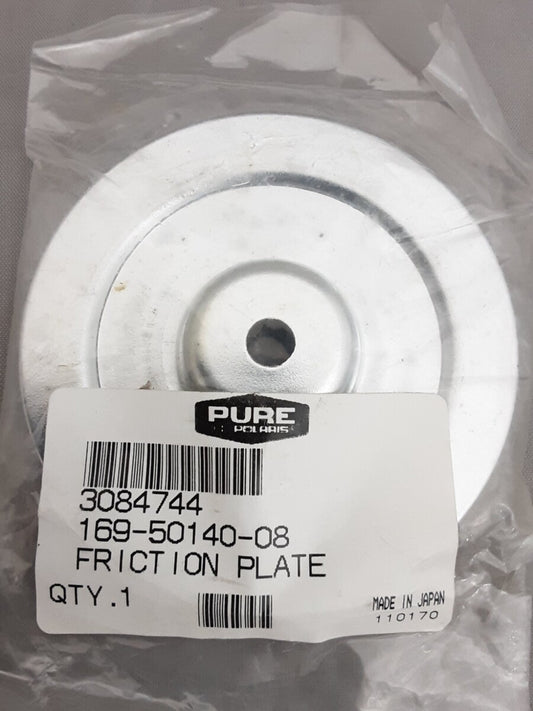 PURE
POLARIS
3084744
169-50140-08
FRICTION PLATE
QTY.1
MADE IN JAPAN
110170